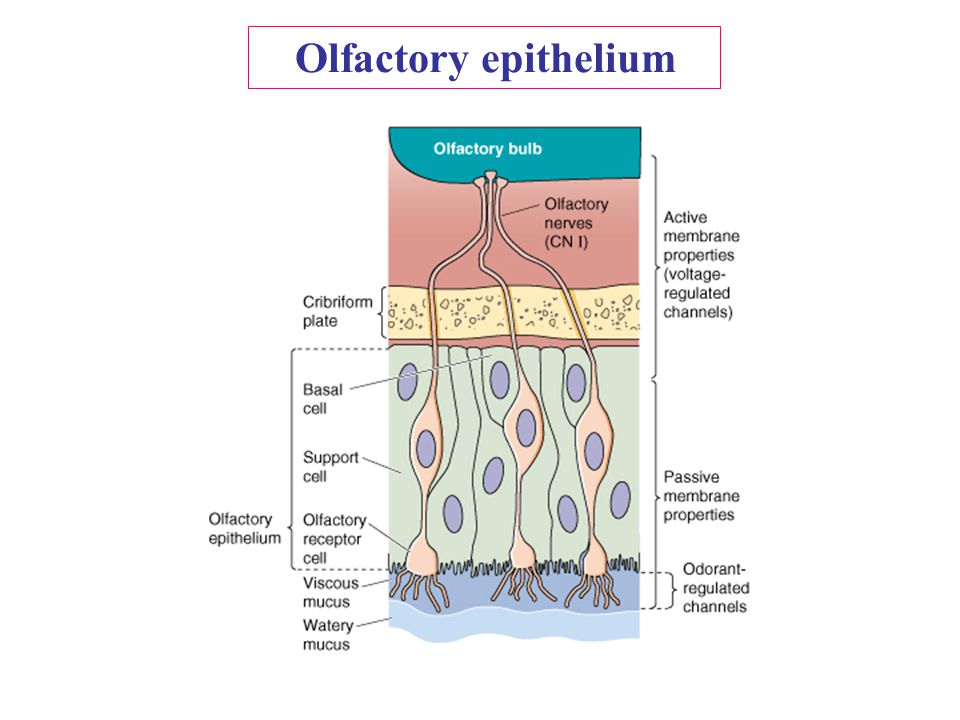 Olfactory epithelium
Olfactory bulb
Olfactory
nerves
(CN I)
Active
membrane
properties
(voltage-
regulated
channels)
Cribriform
plate
Basal
cell
Support
cell
Passive
membrane
properties
Olfactory
epithelium
Olfactory
receptor
cell
Odorant-
regulated
channels
Viscous
mucus
Watery
mucus